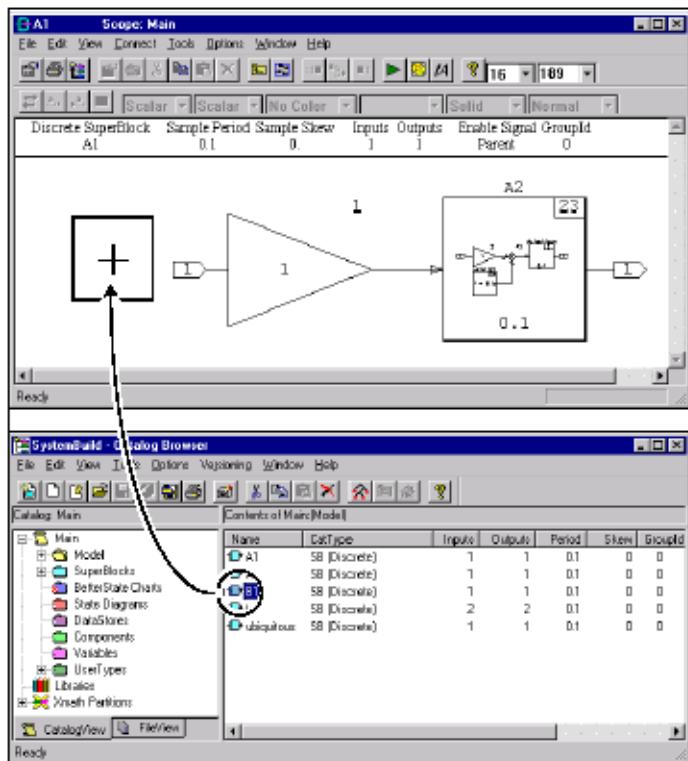 A1 Scope: Main
File Edit View Connect Tools Options Window Help
16 189
Scalar Scalar No Color Solid Normal
Discrete SuperBlock Sample Period Sample Skew Inputs Outputs Enable Signal GroupId
A1 0.1 0. 1 1 Parent 0
A2
1
23
1
1
1
0.1
Ready
SystemBuild - Catalog Browser
File Edit View Tools Options Versioning Window Help
Catalog: Main
Contents of Main:(Model)
Main
Model
SuperBlocks
BetterState Charts
State Diagrams
DataStores
Components
Variables
UserTypes
Libraries
Xmath Partitions
CatalogView FileView
Name CatType Inputs Outputs Period Skew GroupId
A1 SB (Discrete) 1 1 0.1 0 0
SB (Discrete) 1 1 0.1 0 0
B1 SB (Discrete) 1 1 0.1 0 0
SB (Discrete) 2 2 0.1 0 0
ubiquitous SB (Discrete) 1 1 0.1 0 0
Ready